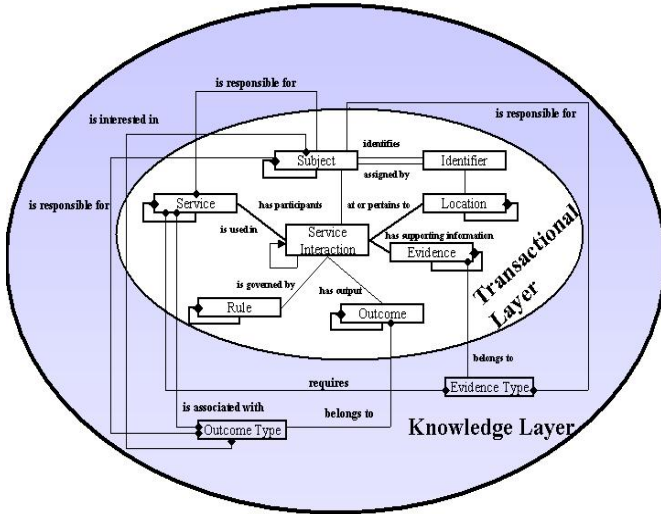 is responsible for
is responsible for
is interested in
identifies
Subject
Identifier
assigned by
is responsible for
Service
has participants
at or pertains to
Location
is used in
Service
Interaction
has supporting information
Evidence
Transactional
Layer
is governed by
has output
Rule
Outcome
belongs to
requires
Evidence Type
is associated with
belongs to
Outcome Type
Knowledge Layer